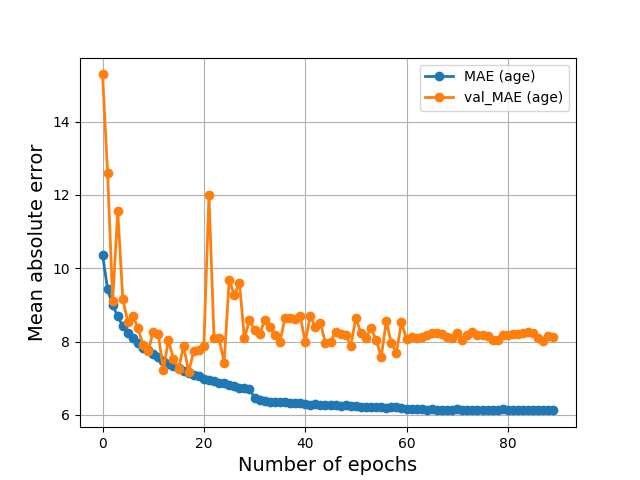 MAE (age)
val_MAE (age)
Mean absolute error
14
12
10
8
6
0 20 40 60 80
Number of epochs